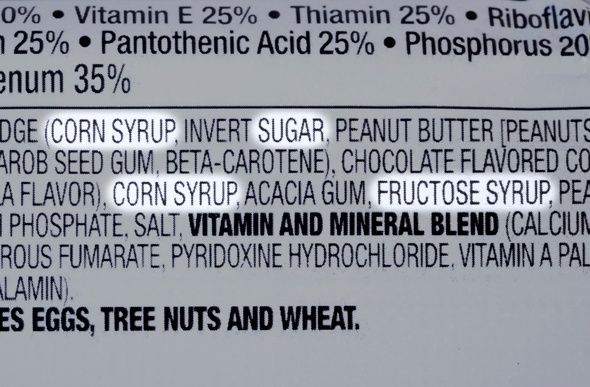 0% • Vitamin E 25% • Thiamin 25% • Riboflavi
25% • Pantothenic Acid 25% • Phosphorus 20
enum 35%
DGE (CORN SYRUP, INVERT SUGAR, PEANUT BUTTER [PEANUTS
AROB SEED GUM, BETA-CAROTENE), CHOCOLATE FLAVORED CO
A FLAVOR), CORN SYRUP, ACACIA GUM, FRUCTOSE SYRUP, PEA
PHOSPHATE, SALT, VITAMIN AND MINERAL BLEND (CALCIUM
ROUS FUMARATE, PYRIDOXINE HYDROCHLORIDE, VITAMIN A PAL
ALAMIN).
ES EGGS, TREE NUTS AND WHEAT.